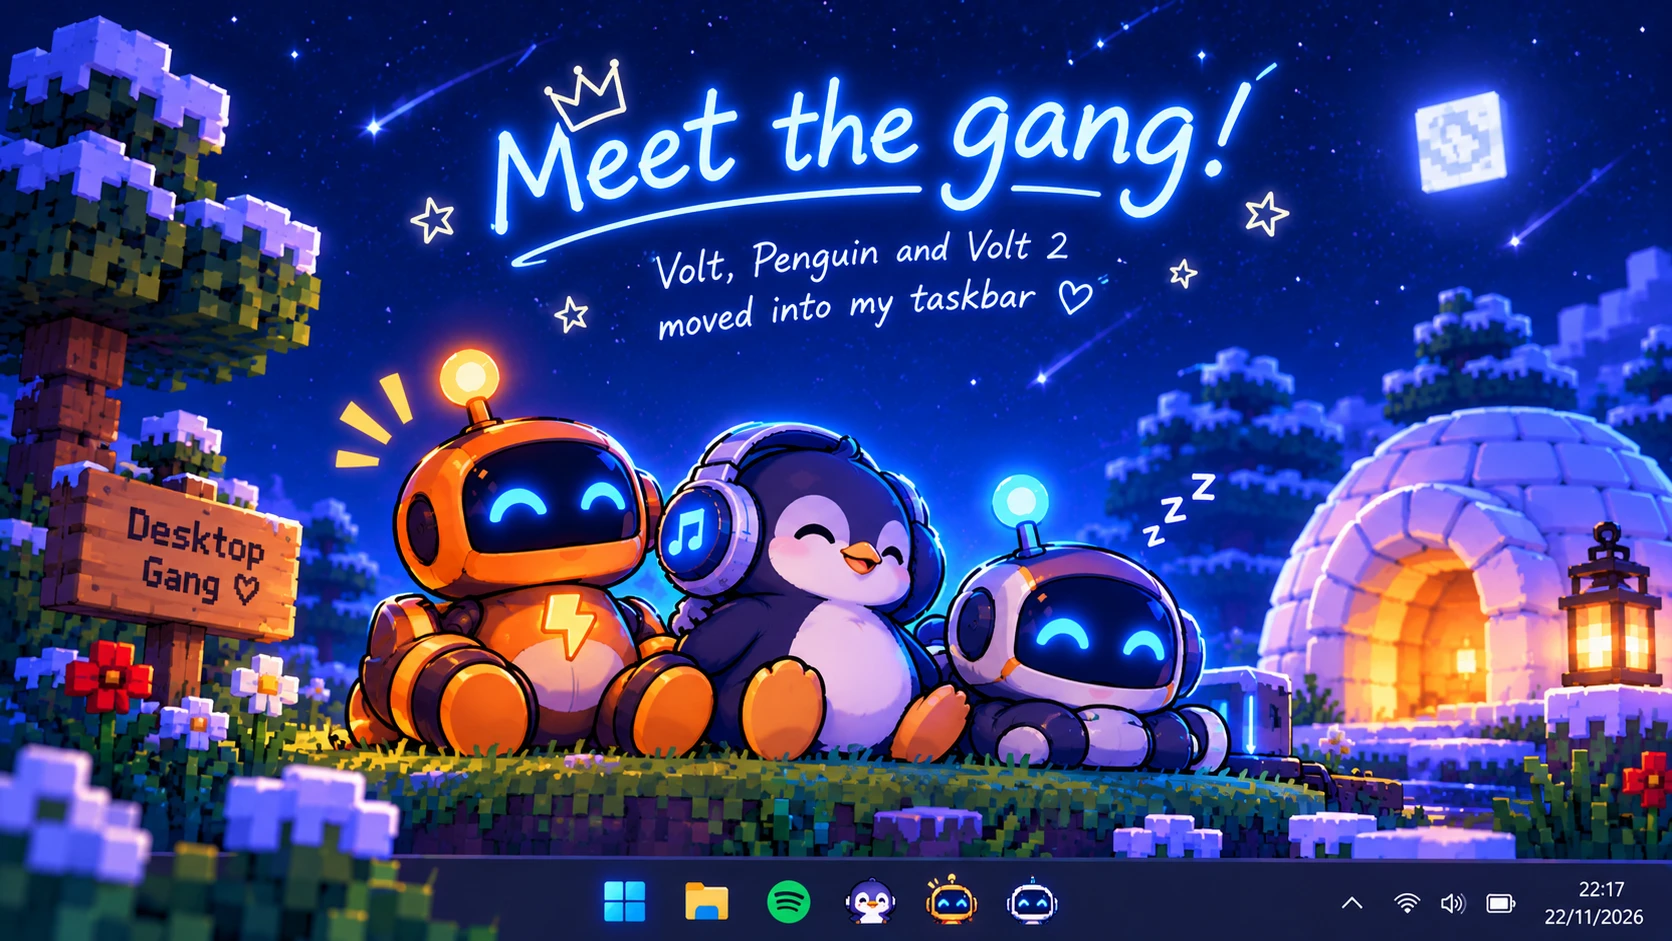 Meet the gang!
Volt, Penguin and Volt 2
moved into my taskbar ♡
z z z
Desktop
Gang ♡
22:17
22/11/2026